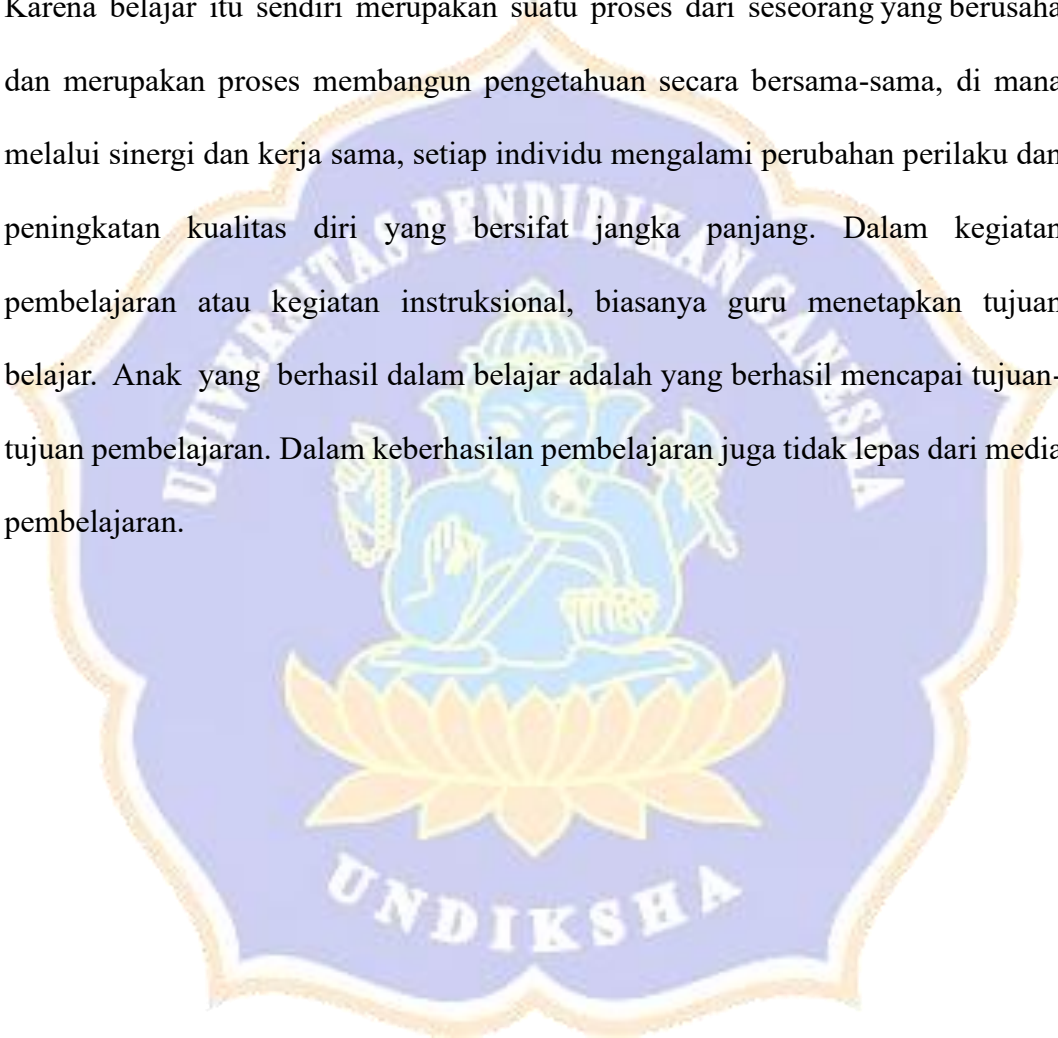 Karena belajar itu sendiri merupakan suatu proses dari seseorang yang berusaha
dan merupakan proses membangun pengetahuan secara bersama-sama, di mana
melalui sinergi dan kerja sama, setiap individu mengalami perubahan perilaku dan
peningkatan kualitas diri yang bersifat jangka panjang. Dalam kegiatan
pembelajaran atau kegiatan instruksional, biasanya guru menetapkan tujuan
belajar. Anak yang berhasil dalam belajar adalah yang berhasil mencapai tujuan-
tujuan pembelajaran. Dalam keberhasilan pembelajaran juga tidak lepas dari media
pembelajaran.
UNIVERSITAS PENDIDIKAN GANESHA
UNDIKSHA